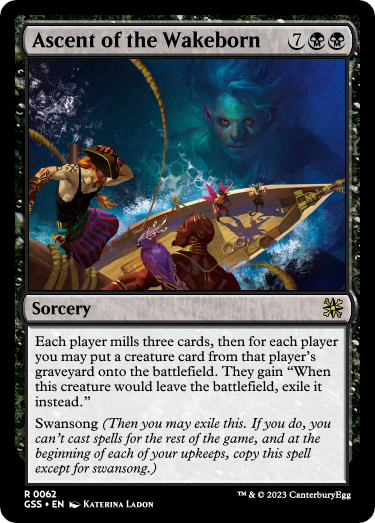 Ascent of the Wakeborn 7
Sorcery
Each player mills three cards, then for each player
you may put a creature card from that player's
graveyard onto the battlefield. They gain “When
this creature would leave the battlefield, exile it
instead.”
Swansong (Then you may exile this. If you do, you
can't cast spells for the rest of the game, and at the
beginning of each of your upkeeps, copy this spell
except for swansong.)
R 0062
GSS • EN Katerina Ladon
™ & © 2023 CanterburyEgg